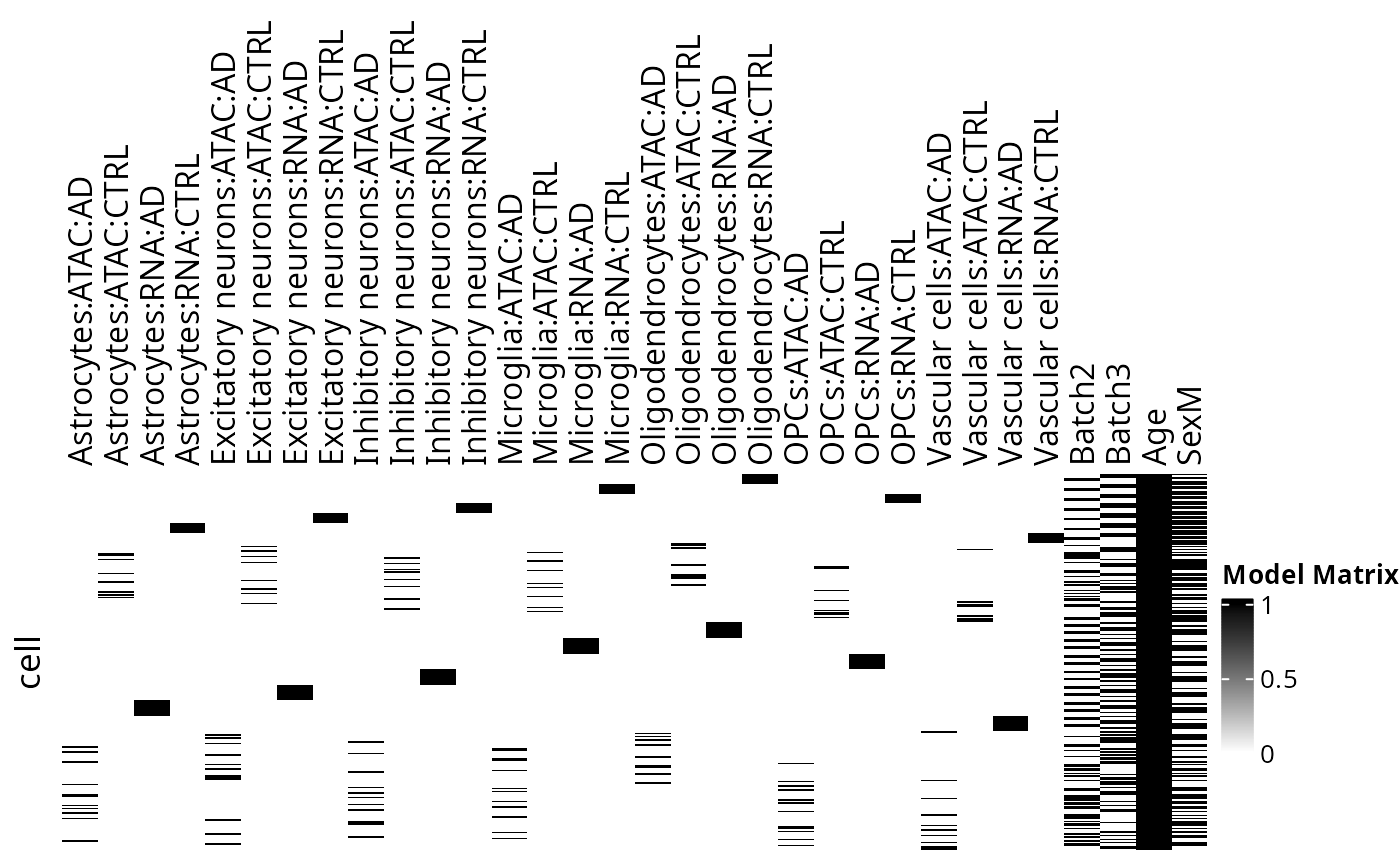 Astrocytes:ATAC:AD
Astrocytes:ATAC:CTRL
Astrocytes:RNA:AD
Astrocytes:RNA:CTRL
Excitatory neurons:ATAC:AD
Excitatory neurons:ATAC:CTRL
Excitatory neurons:RNA:AD
Excitatory neurons:RNA:CTRL
Inhibitory neurons:ATAC:AD
Inhibitory neurons:ATAC:CTRL
Inhibitory neurons:RNA:AD
Inhibitory neurons:RNA:CTRL
Microglia:ATAC:AD
Microglia:ATAC:CTRL
Microglia:RNA:AD
Microglia:RNA:CTRL
Oligodendrocytes:ATAC:AD
Oligodendrocytes:ATAC:CTRL
Oligodendrocytes:RNA:AD
Oligodendrocytes:RNA:CTRL
OPCs:ATAC:AD
OPCs:ATAC:CTRL
OPCs:RNA:AD
OPCs:RNA:CTRL
Vascular cells:ATAC:AD
Vascular cells:ATAC:CTRL
Vascular cells:RNA:AD
Vascular cells:RNA:CTRL
Batch2
Batch3
Age
SexM
cell
Model Matrix
1
0.5
0